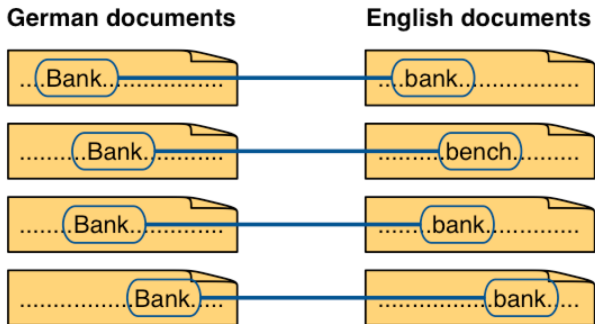 German documents English documents
....Bank.................. ....bank..................
.........Bank............. ..........bench...........
.......Bank............... ........bank..............
.................Bank..... .................bank.....